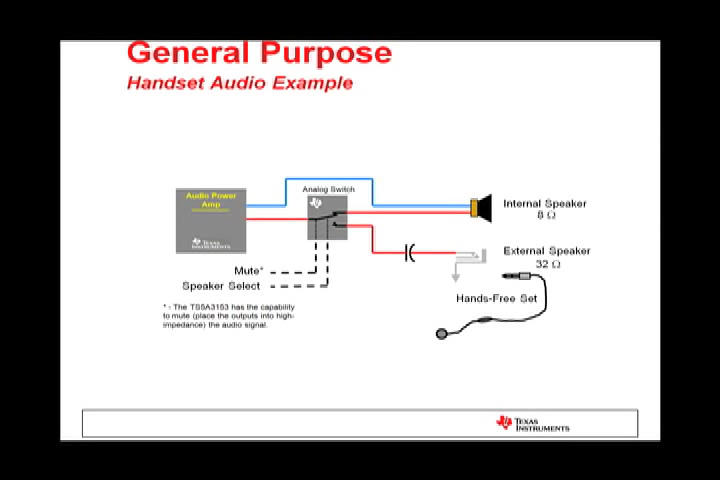 General Purpose
Handset Audio Example
Analog Switch
Audio Power
Amp
TEXAS
INSTRUMENTS
Internal Speaker
8 Ω
External Speaker
32 Ω
Mute*
Speaker Select
Hands-Free Set
* - The TS5A3153 has the capability
to mute (place the outputs into high-
impedance) the audio signal.
TEXAS
INSTRUMENTS